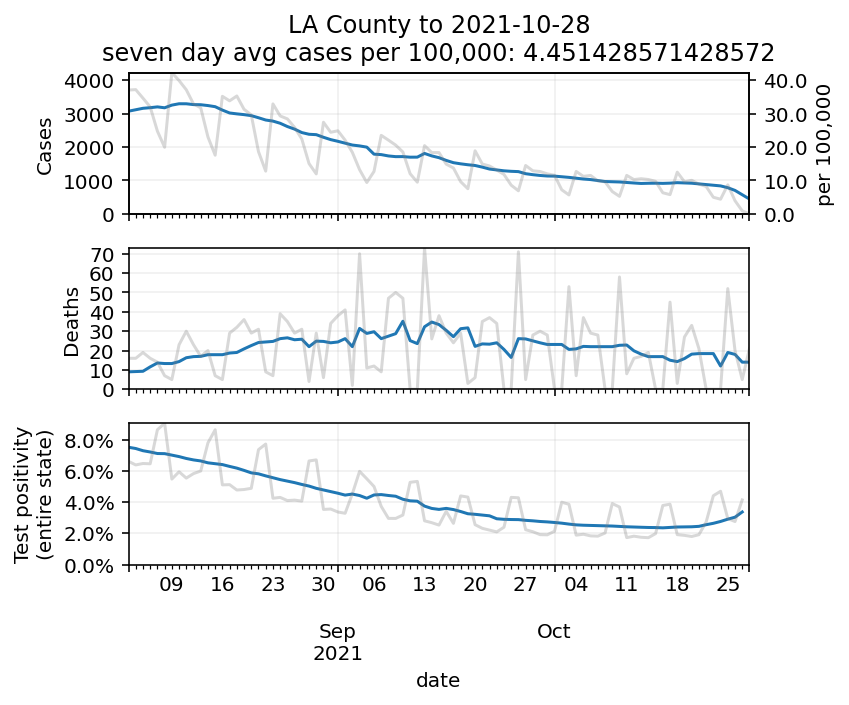 LA County to 2021-10-28
seven day avg cases per 100,000: 4.451428571428572
Cases
4000
3000
2000
1000
0
40.0
30.0
20.0
10.0
0.0
per 100,000
Deaths
70
60
50
40
30
20
10
0
Test positivity
(entire state)
8.0%
6.0%
4.0%
2.0%
0.0%
09 16 23 30 06 13 20 27 04 11 18 25
Sep Oct
2021
date